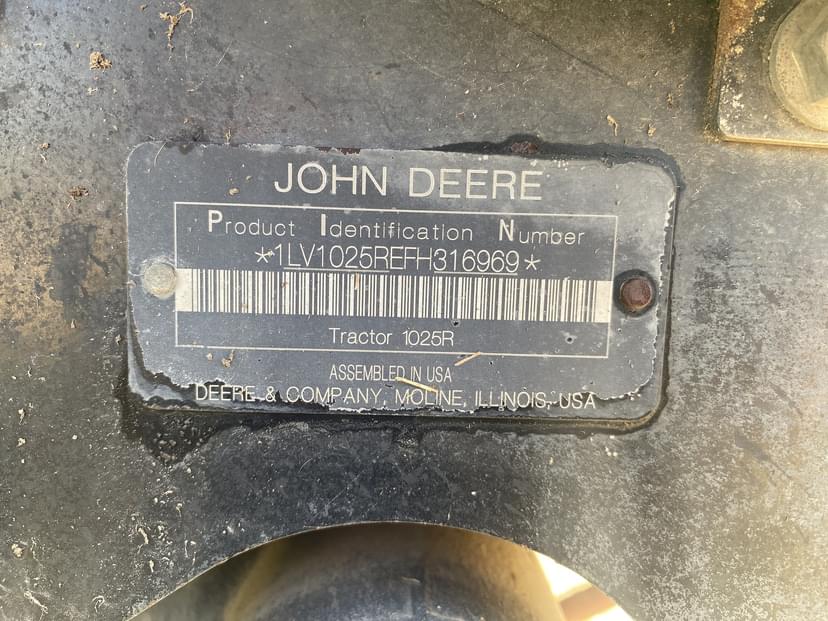 JOHN DEERE
Product Identification Number
*1LV1025REFH316969*
Tractor 1025R
ASSEMBLED IN USA
DEERE & COMPANY, MOLINE, ILLINOIS, USA